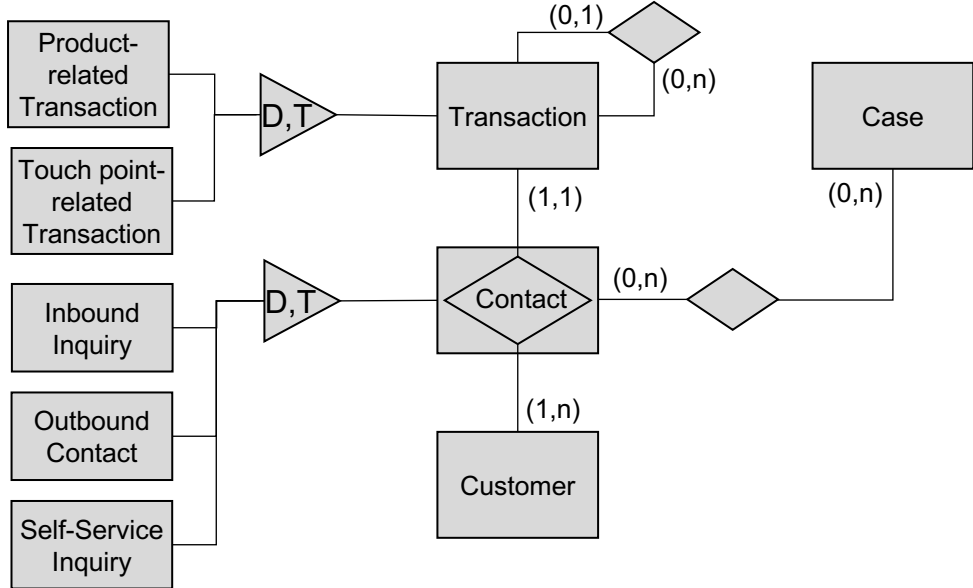 Product-
related
Transaction
Touch point-
related
Transaction
D,T
(0,1)
(0,n)
Transaction
Case
(1,1)
(0,n)
Inbound
Inquiry
Outbound
Contact
Self-Service
Inquiry
D,T
Contact
(0,n)
(1,n)
Customer